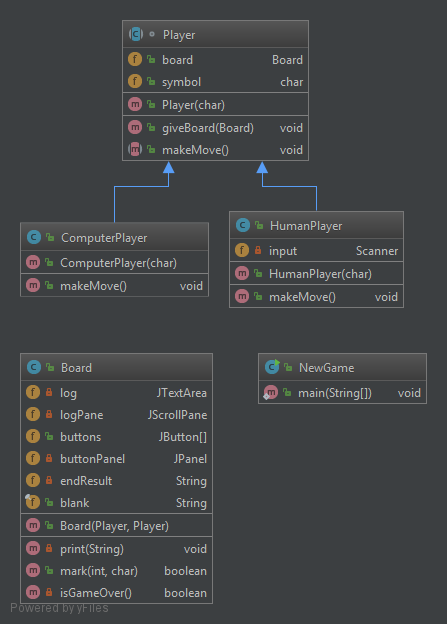 Player
board Board
symbol char
Player(char)
giveBoard(Board) void
makeMove() void
ComputerPlayer
ComputerPlayer(char)
makeMove() void
HumanPlayer
input Scanner
HumanPlayer(char)
makeMove() void
Board
log JTextArea
logPane JScrollPane
buttons JButton[]
buttonPanel JPanel
endResult String
blank String
Board(Player, Player)
print(String) void
mark(int, char) boolean
isGameOver() boolean
NewGame
main(String[]) void
Powered by yFiles